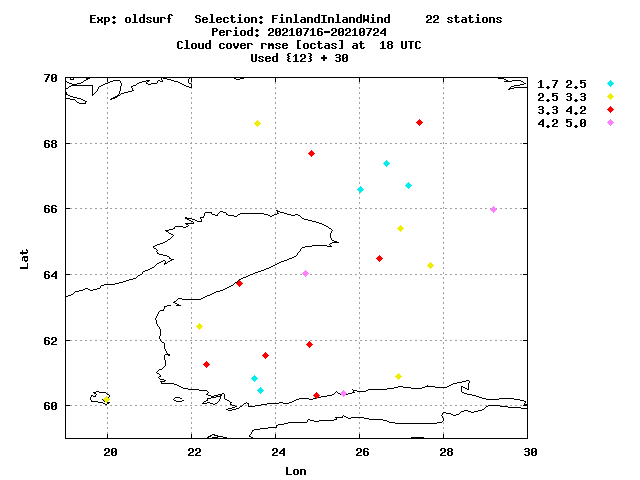 Exp: oldsurf   Selection: FinlandInlandWind     22 stations
Period: 20210716-20210724
Cloud cover rmse [octas] at  18 UTC
Used {12} + 30
1.7 2.5
2.5 3.3
3.3 4.2
4.2 5.0
70
68
66
64
62
60
Lat
20 22 24 26 28 30
Lon